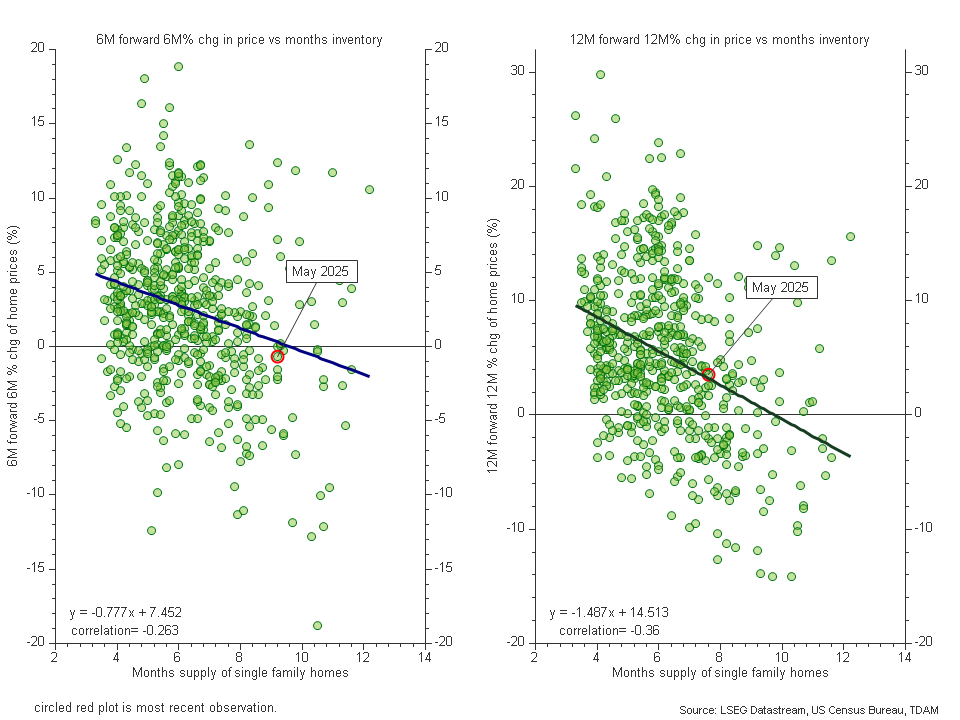 6M forward 6M% chg in price vs months inventory
20
15
10
5
0
-5
-10
-15
-20
20
15
10
5
0
-5
-10
-15
-20
6M forward 6M % chg of home prices (%)
May 2025
y = -0.777x + 7.452
correlation= -0.263
2 4 6 8 10 12 14
Months supply of single family homes
12M forward 12M% chg in price vs months inventory
30
20
10
0
-10
-20
30
20
10
0
-10
-20
12M forward 12M % chg of home prices (%)
May 2025
y = -1.487x + 14.513
correlation= -0.36
2 4 6 8 10 12 14
Months supply of single family homes
circled red plot is most recent observation.
Source: LSEG Datastream, US Census Bureau, TDAM